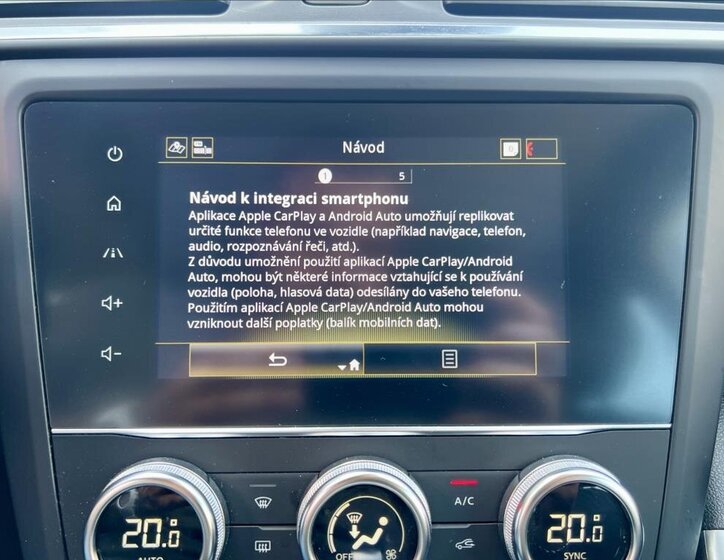 Návod
1 5
Návod k integraci smartphonu
Aplikace Apple CarPlay a Android Auto umožňují replikovat
určité funkce telefonu ve vozidle (například navigace, telefon,
audio, rozpoznávání řeči, atd.).
Z důvodu umožnění použití aplikací Apple CarPlay/Android
Auto, mohou být některé informace vztahující se k používání
vozidla (poloha, hlasová data) odesílány do vašeho telefonu.
Použitím aplikací Apple CarPlay/Android Auto mohou
vzniknout další poplatky (balík mobilních dat).
A/C
20.0
20.0
AUTO
OFF
SYNC